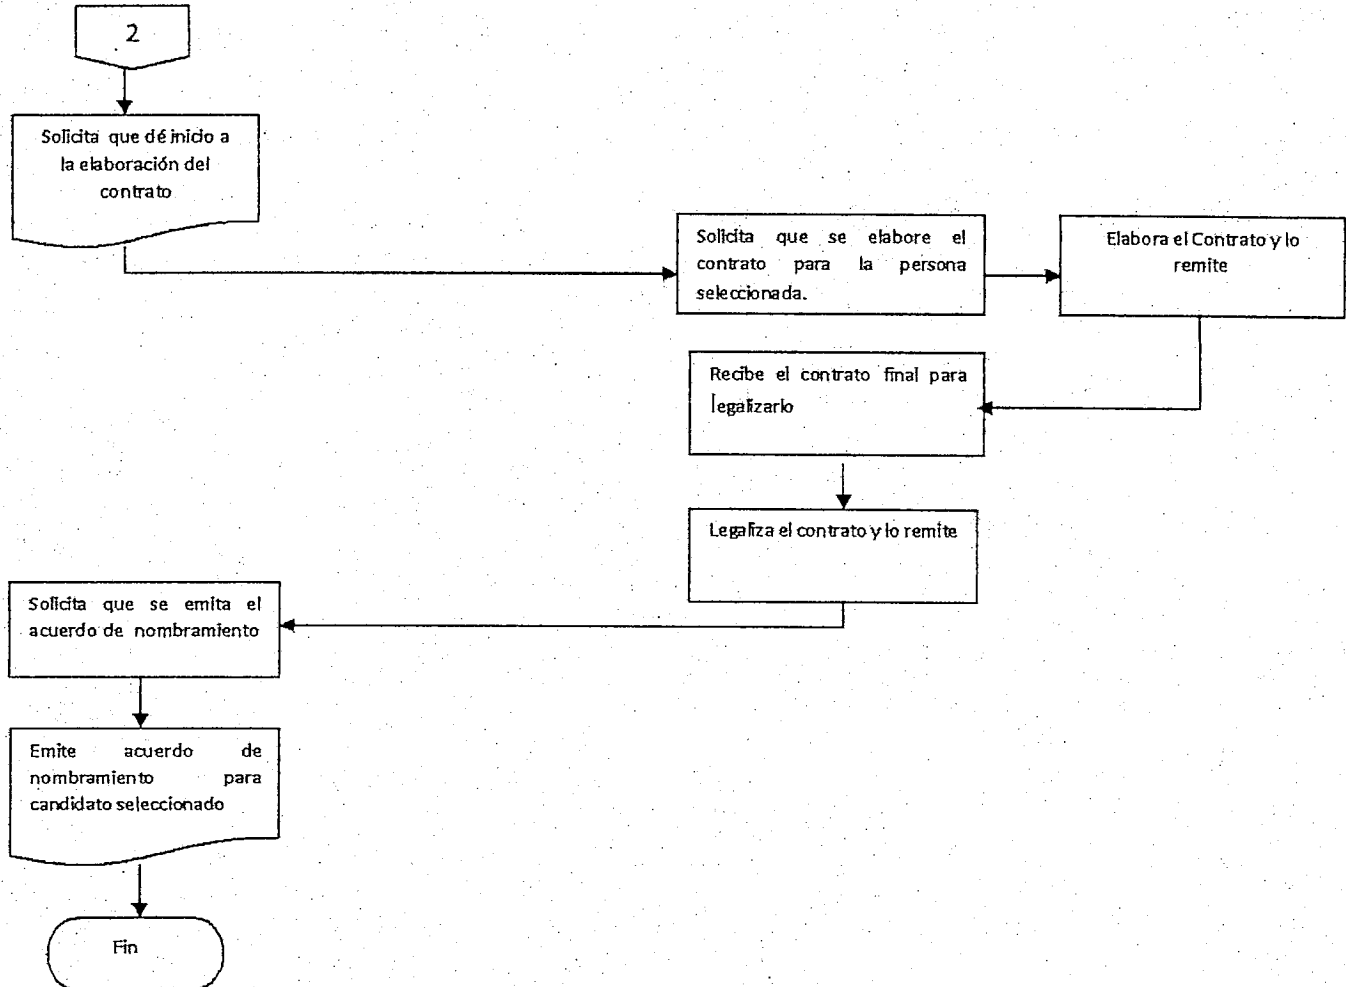 2
Solicita que dé inicio a
la elaboración del
contrato
Solicita que se elabore el
contrato para la persona
seleccionada.
Elabora el Contrato y lo
remite
Recibe el contrato final para
legalizarlo
Legaliza el contrato y lo remite
Solicita que se emita el
acuerdo de nombramiento
Emite acuerdo de
nombramiento para
candidato seleccionado
Fin